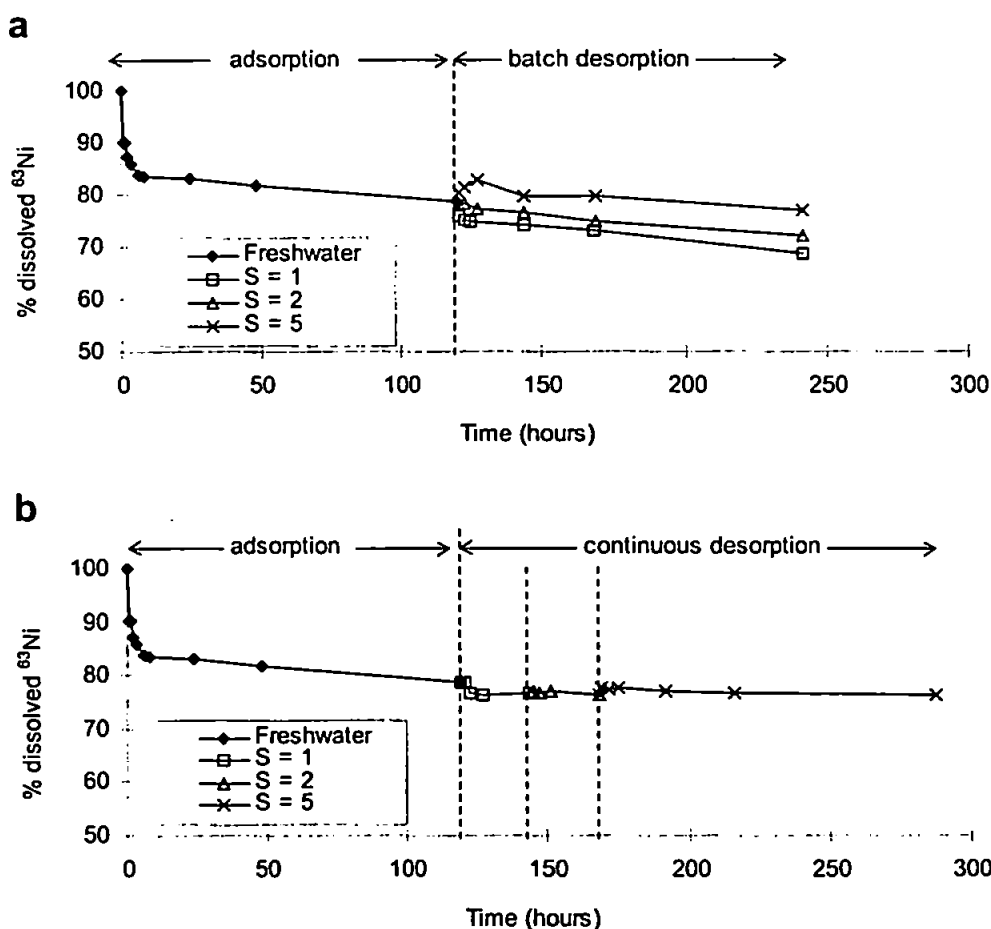 a
adsorption batch desorption
100
90
80
70
60
50
% dissolved ⁶³Ni
Freshwater
S = 1
S = 2
S = 5
0 50 100 150 200 250 300
Time (hours)
b
adsorption continuous desorption
100
90
80
70
60
50
% dissolved ⁶³Ni
Freshwater
S = 1
S = 2
S = 5
0 50 100 150 200 250 300
Time (hours)